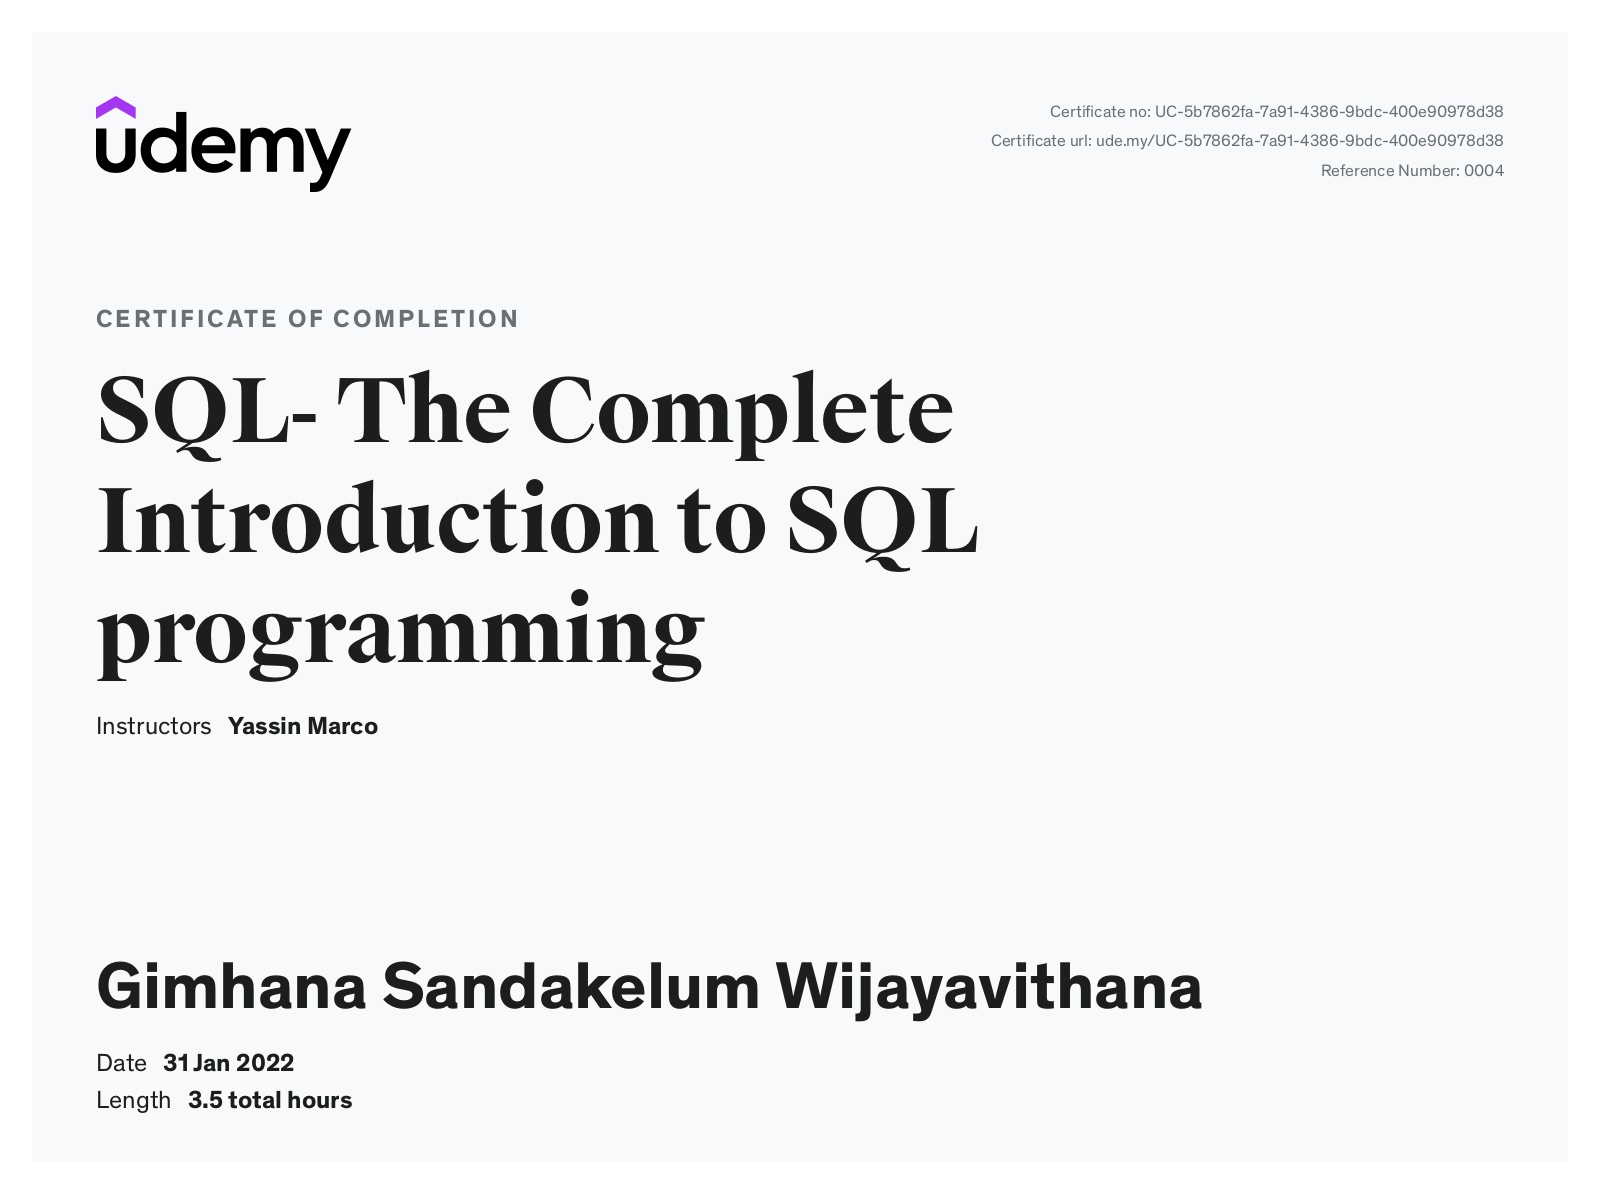 udemy
Certificate no: UC-5b7862fa-7a91-4386-9bdc-400e90978d38
Certificate url: ude.my/UC-5b7862fa-7a91-4386-9bdc-400e90978d38
Reference Number: 0004
CERTIFICATE OF COMPLETION
SQL- The Complete
Introduction to SQL
programming
Instructors Yassin Marco
Gimhana Sandakelum Wijayavithana
Date 31 Jan 2022
Length 3.5 total hours